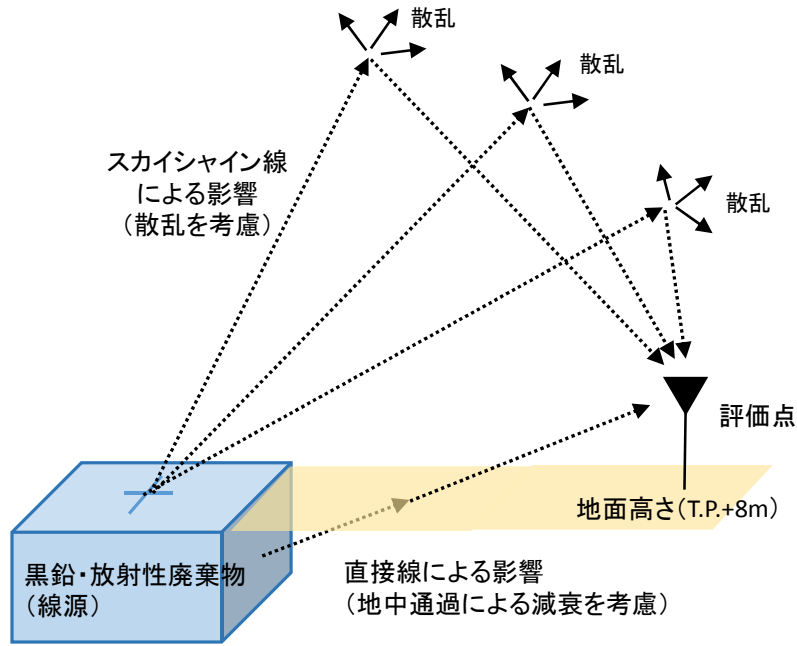 散乱
散乱
スカイシャイン線
による影響
（散乱を考慮）
散乱
評価点
地面高さ（T.P.+8m）
黒鉛・放射性廃棄物
（線源）
直接線による影響
（地中通過による減衰を考慮）